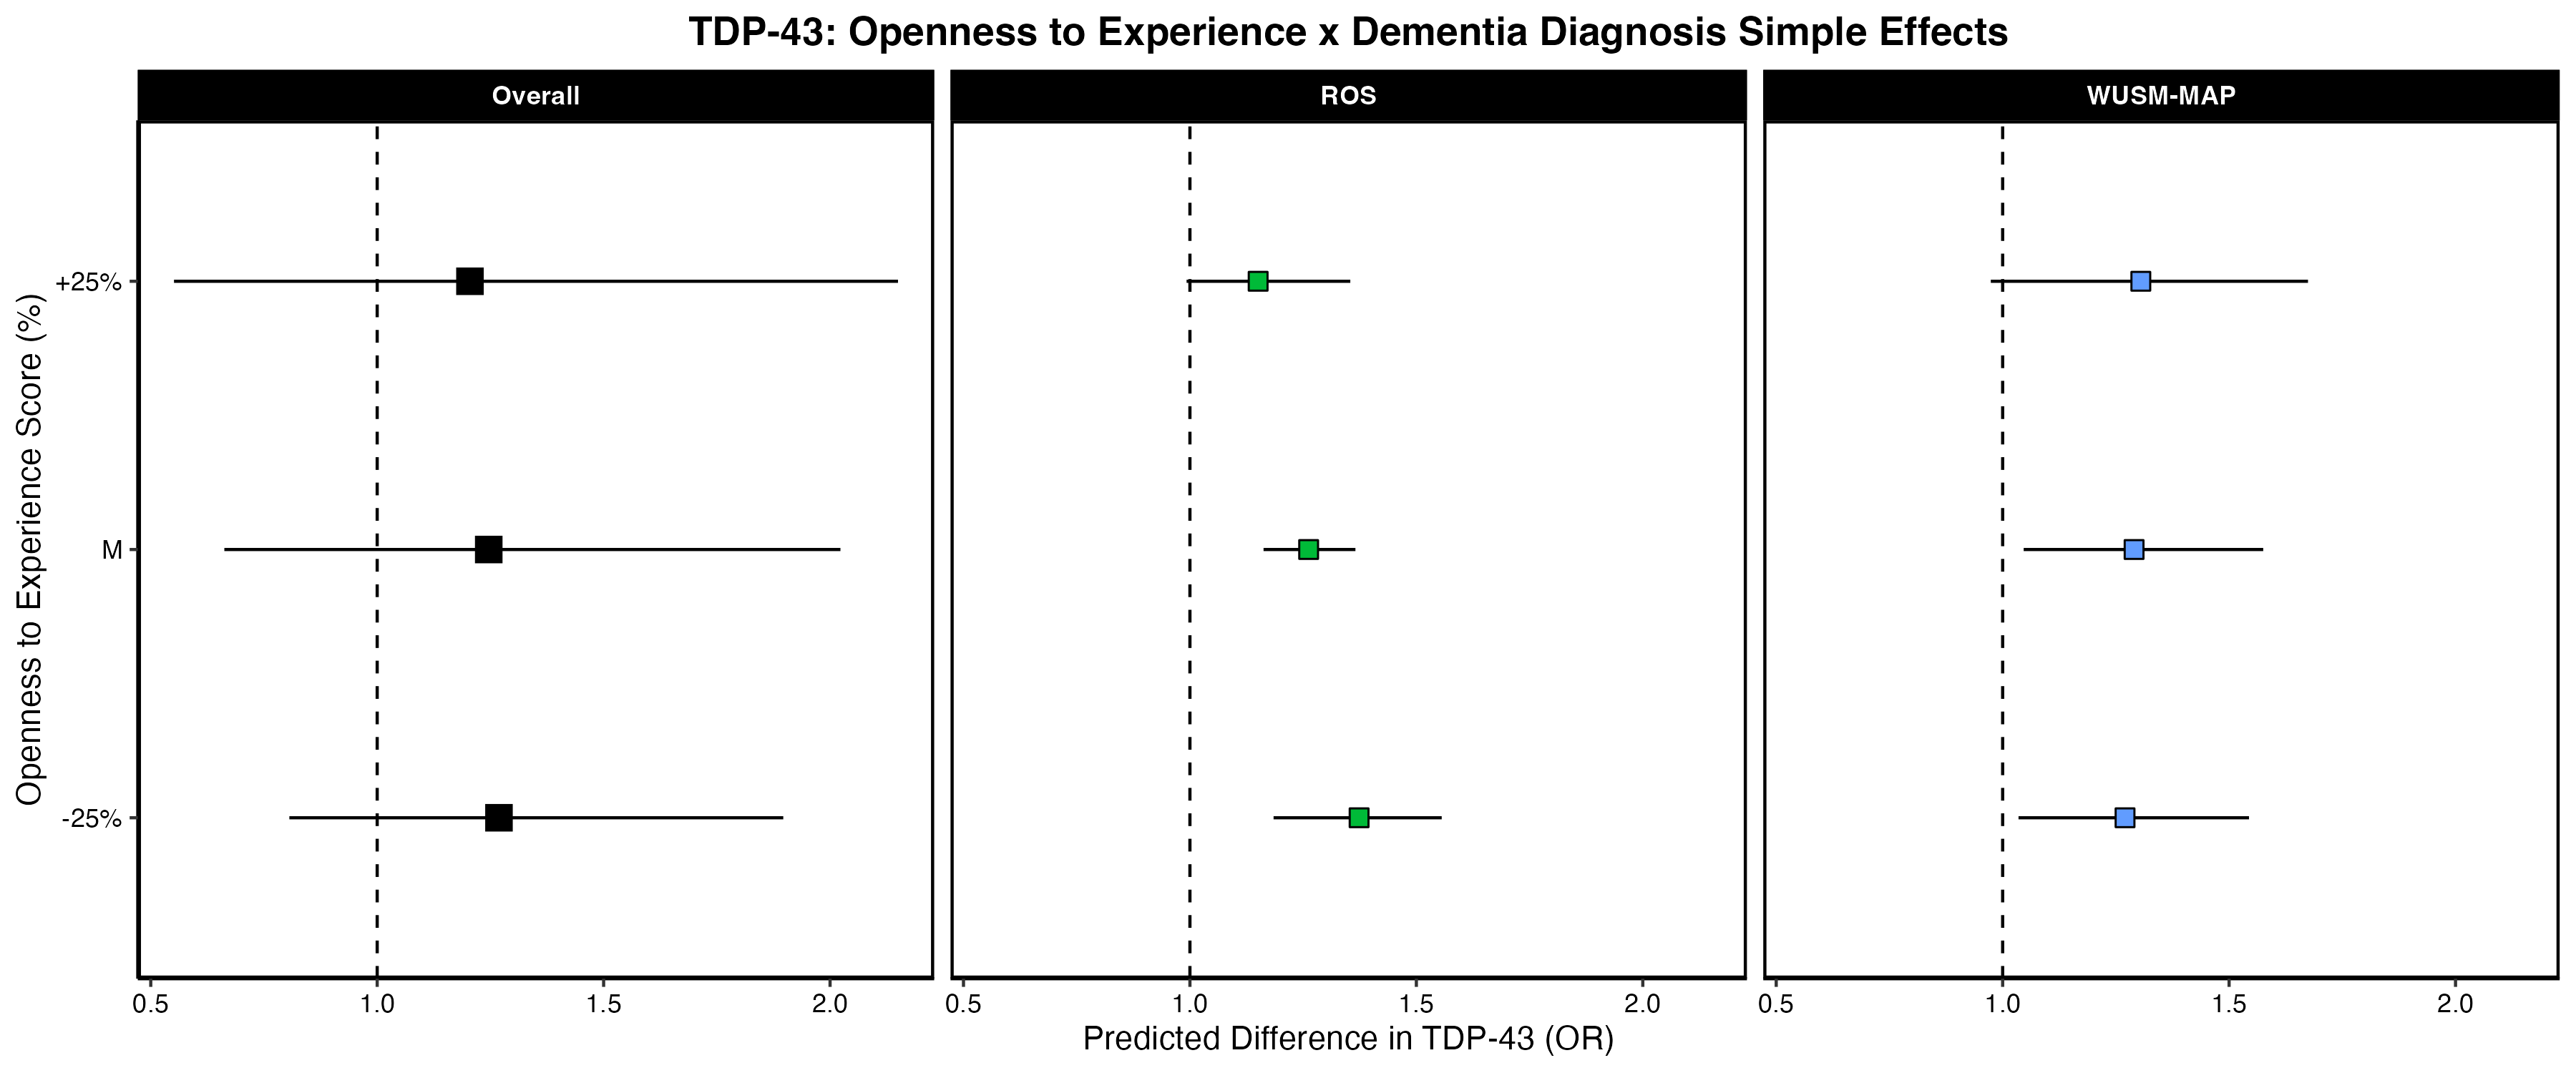 TDP-43: Openness to Experience x Dementia Diagnosis Simple Effects
Overall
ROS
WUSM-MAP
Openness to Experience Score (%)
+25%
M
-25%
0.5 1.0 1.5 2.0
0.5 1.0 1.5 2.0
0.5 1.0 1.5 2.0
Predicted Difference in TDP-43 (OR)